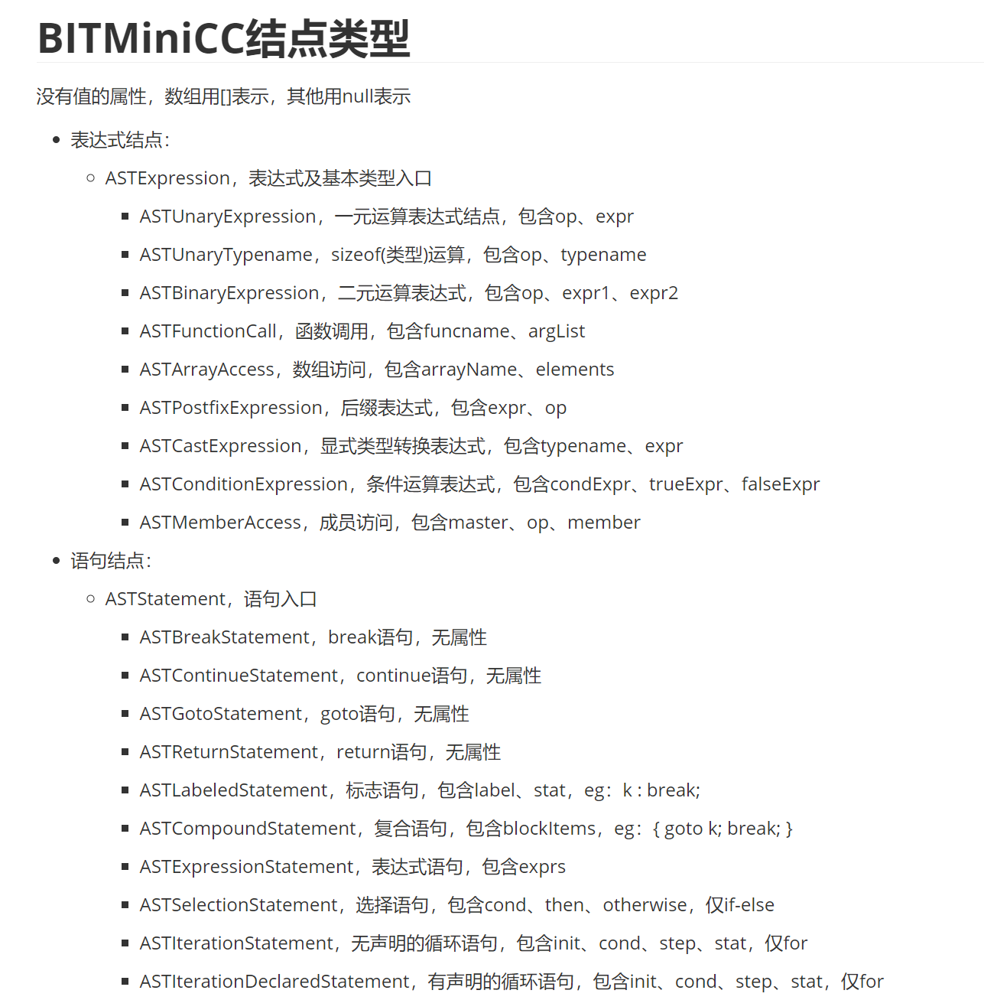 BITMiniCC结点类型
没有值的属性，数组用[]表示，其他用null表示
表达式结点：
ASTExpression，表达式及基本类型入口
ASTUnaryExpression，一元运算表达式结点，包含op、expr
ASTUnaryTypename，sizeof(类型)运算，包含op、typename
ASTBinaryExpression，二元运算表达式，包含op、expr1、expr2
ASTFunctionCall，函数调用，包含funcname、argList
ASTArrayAccess，数组访问，包含arrayName、elements
ASTPostfixExpression，后缀表达式，包含expr、op
ASTCastExpression，显式类型转换表达式，包含typename、expr
ASTConditionExpression，条件运算表达式，包含condExpr、trueExpr、falseExpr
ASTMemberAccess，成员访问，包含master、op、member
语句结点：
ASTStatement，语句入口
ASTBreakStatement，break语句，无属性
ASTContinueStatement，continue语句，无属性
ASTGotoStatement，goto语句，无属性
ASTReturnStatement，return语句，无属性
ASTLabeledStatement，标志语句，包含label、stat，eg：k : break;
ASTCompoundStatement，复合语句，包含blockItems，eg：{ goto k; break; }
ASTExpressionStatement，表达式语句，包含exprs
ASTSelectionStatement，选择语句，包含cond、then、otherwise，仅if-else
ASTIterationStatement，无声明的循环语句，包含init、cond、step、stat，仅for
ASTIterationDeclaredStatement，有声明的循环语句，包含init、cond、step、stat，仅for